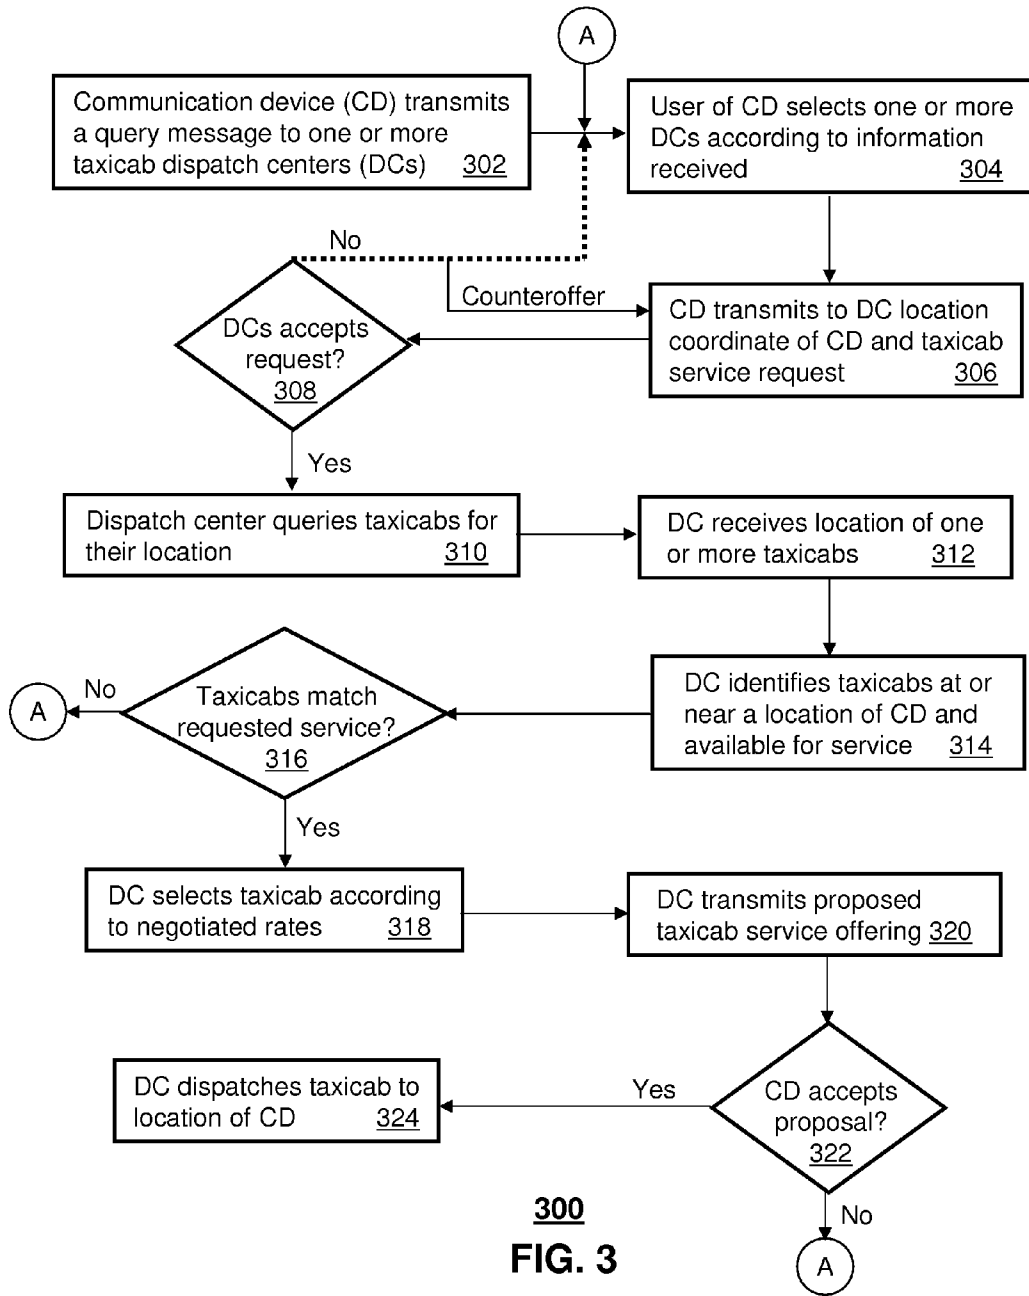 A
Communication device (CD) transmits
a query message to one or more
taxicab dispatch centers (DCs) 302
User of CD selects one or more
DCs according to information
received 304
No
Counteroffer
DCs accepts
request?
308
CD transmits to DC location
coordinate of CD and taxicab
service request 306
Yes
Dispatch center queries taxicabs for
their location 310
DC receives location of one
or more taxicabs 312
A
No
Taxicabs match
requested service?
316
DC identifies taxicabs at or
near a location of CD and
available for service 314
Yes
DC selects taxicab according
to negotiated rates 318
DC transmits proposed
taxicab service offering 320
DC dispatches taxicab to
location of CD 324
Yes
CD accepts
proposal?
322
No
A
300
FIG. 3